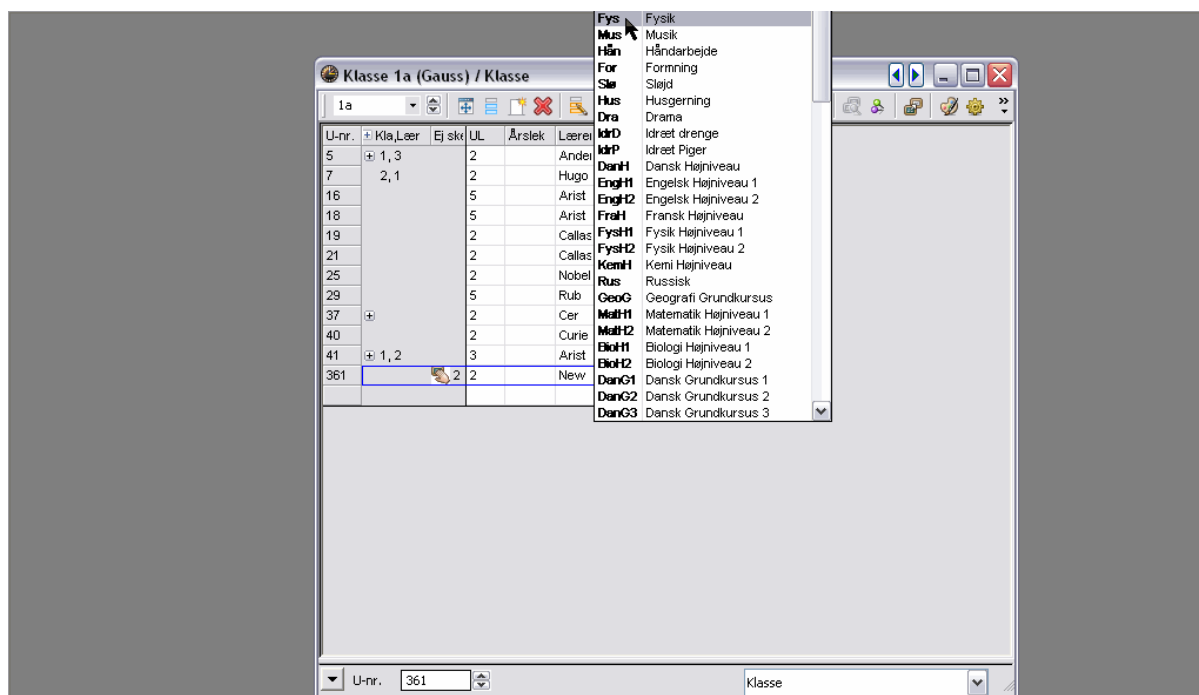 Fys Fysik
Mus Musik
Hån Håndarbejde
For Formning
Slø Sløjd
Hus Husgerning
Dra Drama
IdrD Idræt drenge
IdrP Idræt Piger
DanH Dansk Højniveau
EngH1 Engelsk Højniveau 1
EngH2 Engelsk Højniveau 2
FraH Fransk Højniveau
FysH1 Fysik Højniveau 1
FysH2 Fysik Højniveau 2
KemH Kemi Højniveau
Rus Russisk
GeoG Geografi Grundkursus
MatH1 Matematik Højniveau 1
MatH2 Matematik Højniveau 2
BioH1 Biologi Højniveau 1
BioH2 Biologi Højniveau 2
DanG1 Dansk Grundkursus 1
DanG2 Dansk Grundkursus 2
DanG3 Dansk Grundkursus 3
Klasse 1a (Gauss) / Klasse
1a
U-nr. Kla,Lær Ej ske UL Årslek Lærer
5 1, 3 2 Ander
7 2, 1 2 Hugo
16 5 Arist
18 5 Arist
19 2 Callas
21 2 Callas
25 2 Nobel
29 5 Rub
37 2 Cer
40 2 Curie
41 1, 2 3 Arist
361 2 2 New
U-nr. 361 Klasse